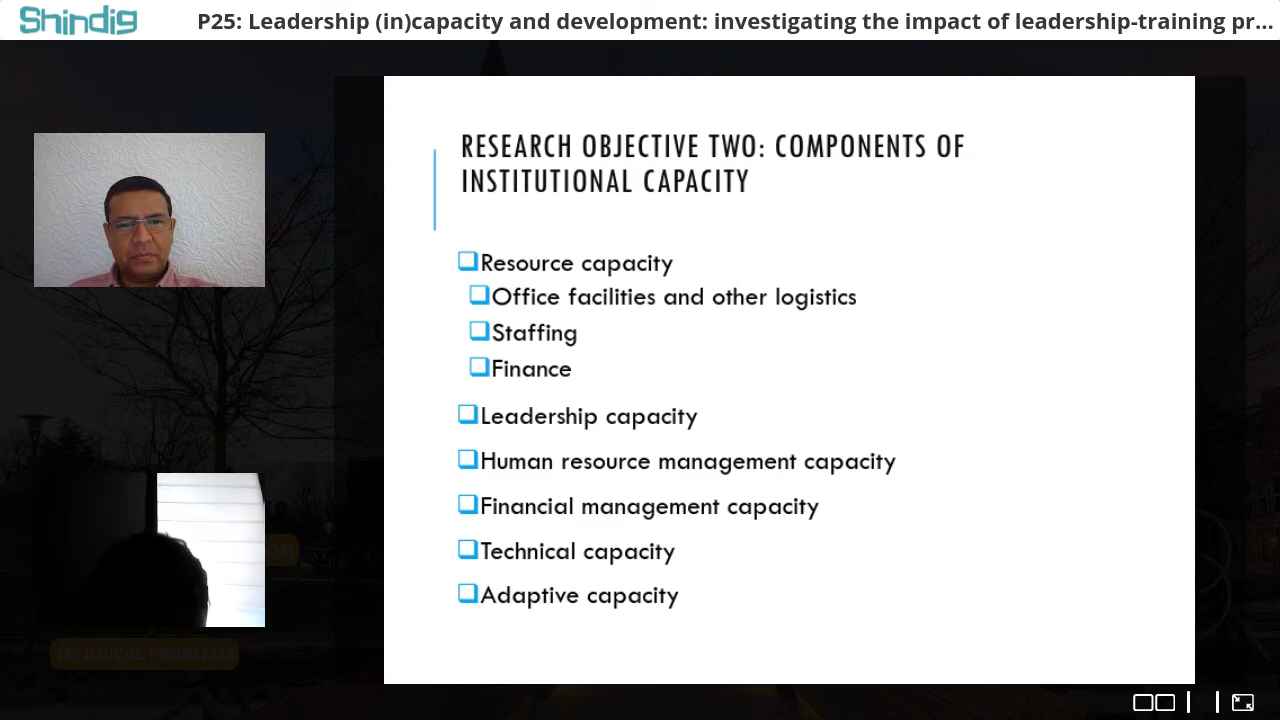 Shindig
P25: Leadership (in)capacity and development: investigating the impact of leadership-training pr...
RESEARCH OBJECTIVE TWO: COMPONENTS OF
INSTITUTIONAL CAPACITY
Resource capacity
Office facilities and other logistics
Staffing
Finance
Leadership capacity
Human resource management capacity
Financial management capacity
Technical capacity
Adaptive capacity
TECHNICAL PROBLEMS